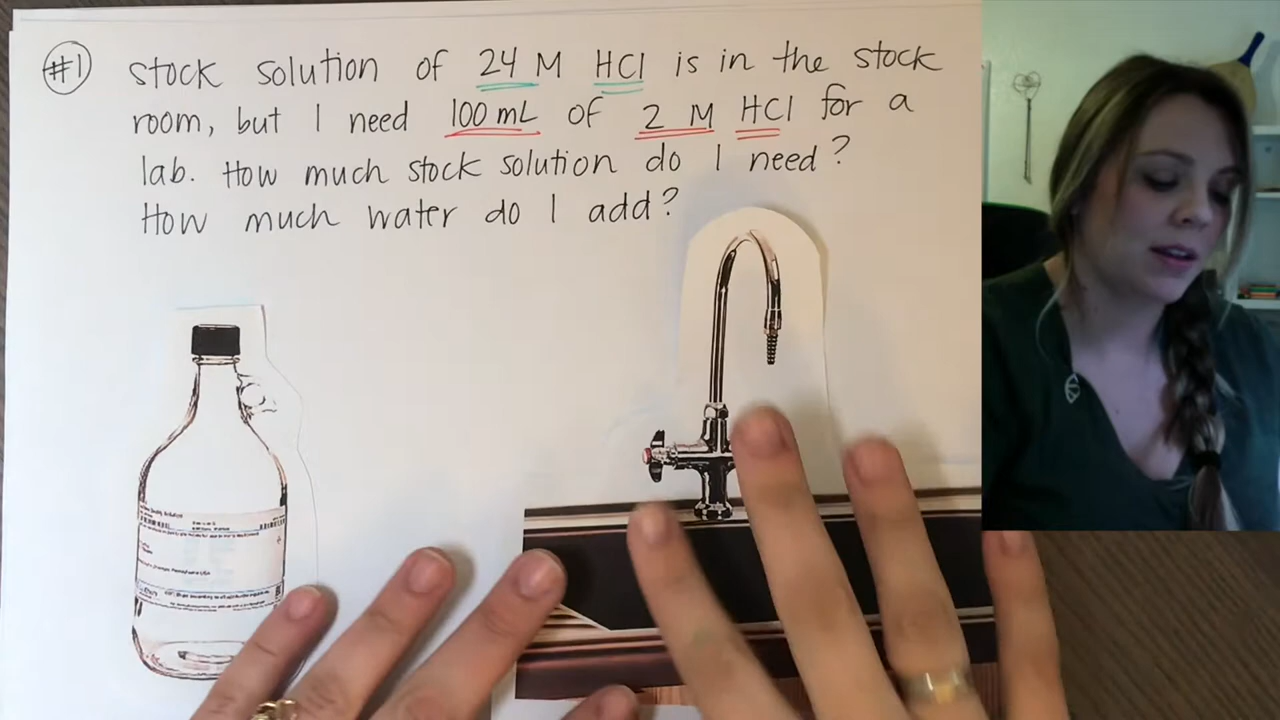 #1 stock solution of 24 M HCl is in the stock
room, but I need 100 mL of 2 M HCl for a
lab. How much stock solution do I need?
How much water do I add?